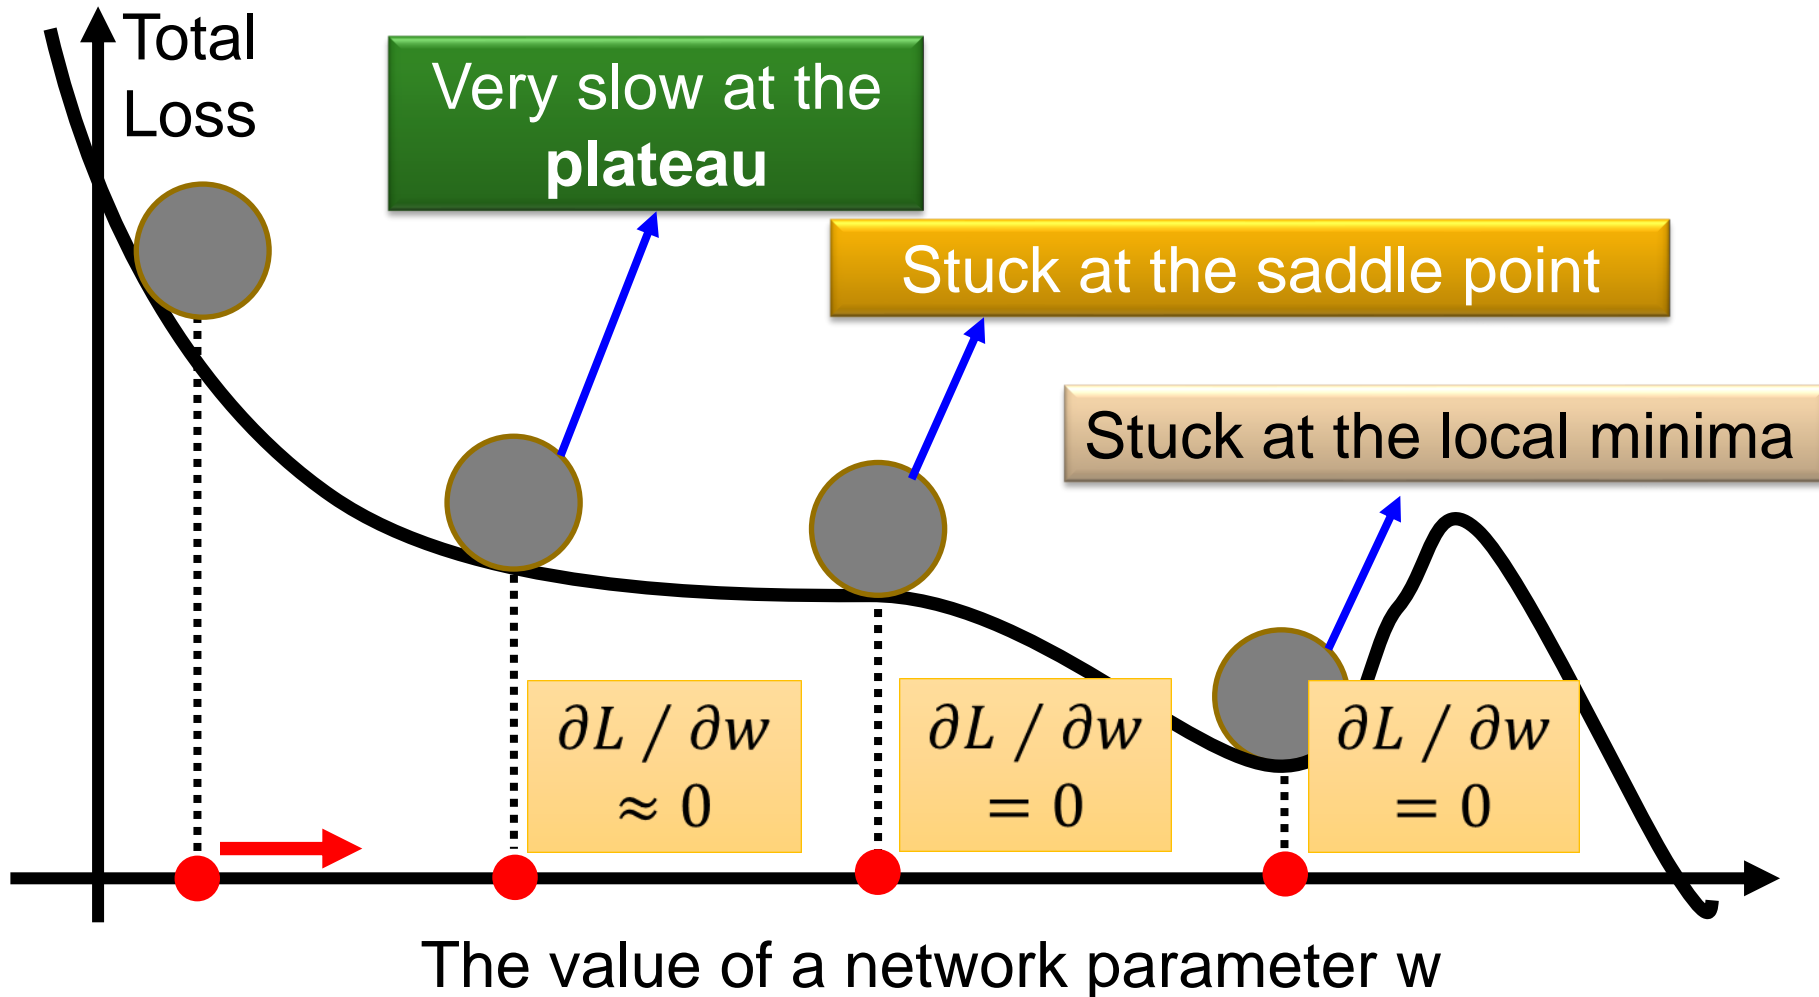 Total
Loss
Very slow at the
plateau
Stuck at the saddle point
Stuck at the local minima
∂L / ∂w
≈ 0
∂L / ∂w
= 0
∂L / ∂w
= 0
The value of a network parameter w